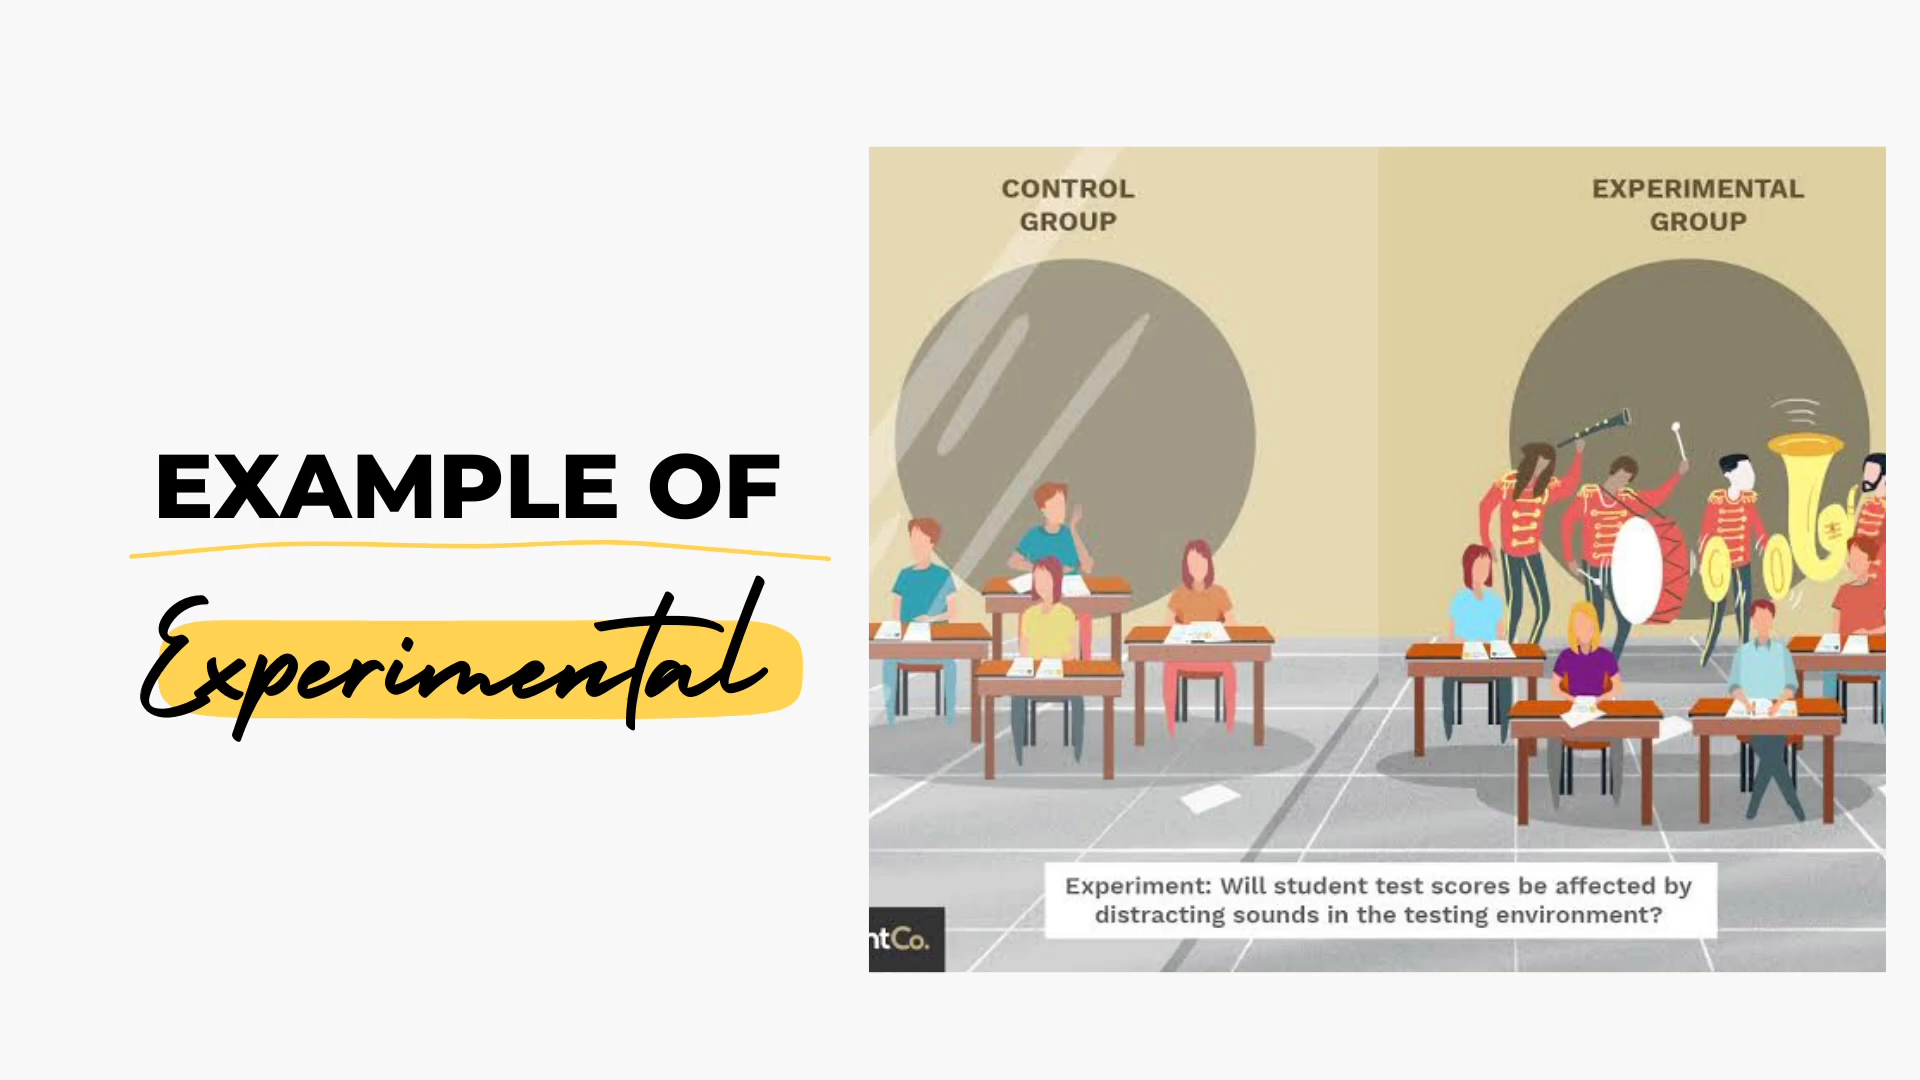 EXAMPLE OF
Experimental
CONTROL
GROUP
EXPERIMENTAL
GROUP
Experiment: Will student test scores be affected by
distracting sounds in the testing environment?
ntCo.